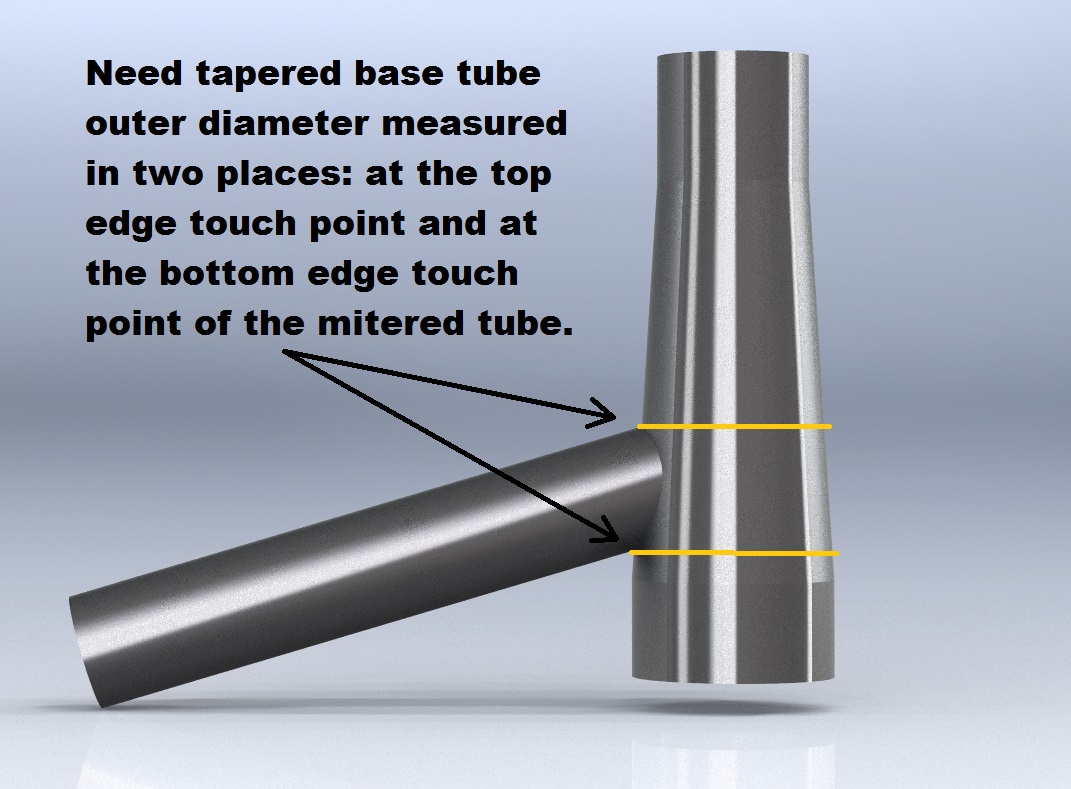 Need tapered base tube
outer diameter measured
in two places: at the top
edge touch point and at
the bottom edge touch
point of the mitered tube.